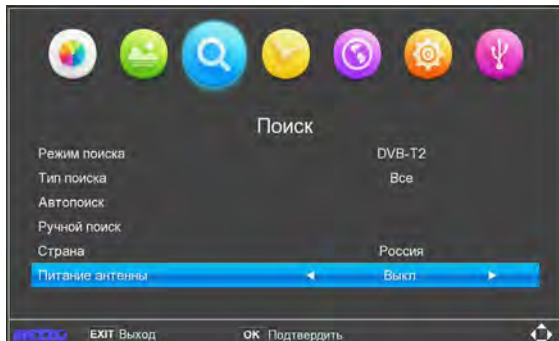 Поиск
Режим поиска DVB-T2
Тип поиска Все
Автопоиск
Ручной поиск
Страна Россия
Питание антенны Выкл
EXIT Выход OK Подтвердить